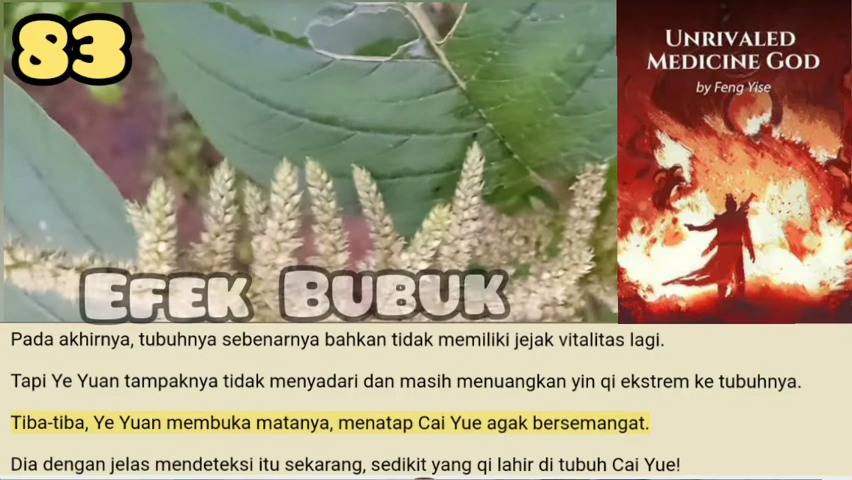 83
UNRIVALED
MEDICINE GOD
by Feng Yise
EFEK BUBUK
Pada akhirnya, tubuhnya sebenarnya bahkan tidak memiliki jejak vitalitas lagi.
Tapi Ye Yuan tampaknya tidak menyadari dan masih menuangkan yin qi ekstrem ke tubuhnya.
Tiba-tiba, Ye Yuan membuka matanya, menatap Cai Yue agak bersemangat.
Dia dengan jelas mendeteksi itu sekarang, sedikit yang qi lahir di tubuh Cai Yue!